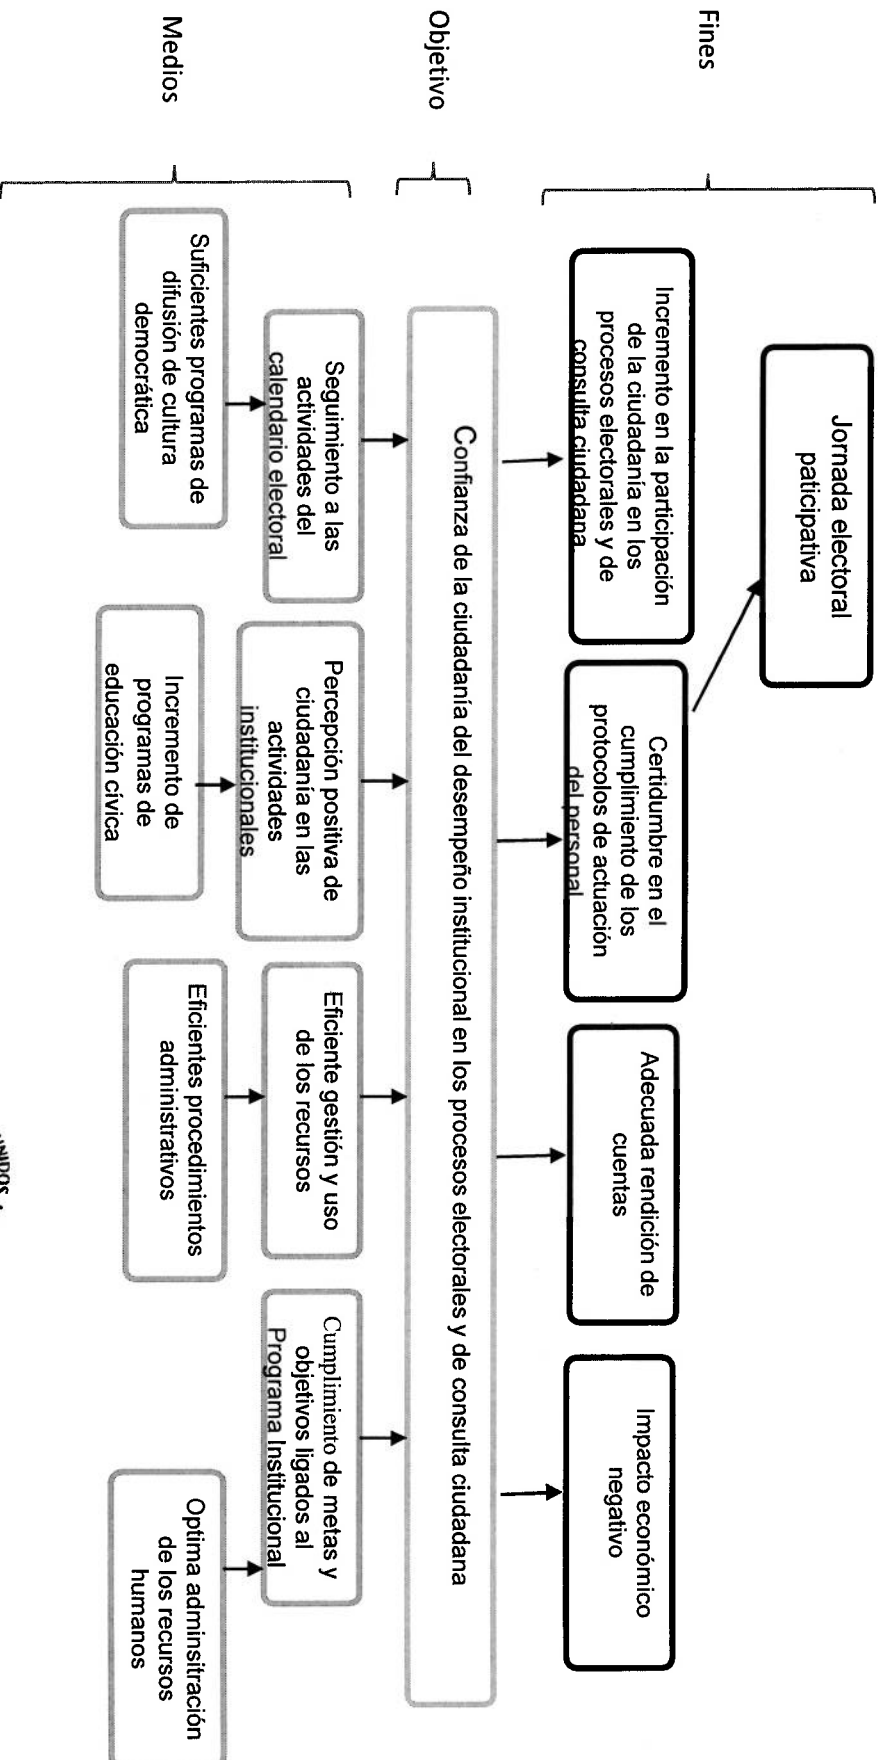 Fines
Jornada electoral
paticipativa
Incremento en la participación
de la ciudadanía en los
procesos electorales y de
consulta ciudadana
Certidumbre en el
cumplimiento de los
protocolos de actuación
del personal
Adecuada rendición de
cuentas
Impacto económico
negativo
Objetivo
Confianza de la ciudadanía del desempeño institucional en los procesos electorales y de consulta ciudadana
Medios
Seguimiento a las
actividades del
calendario electoral
Percepción positiva de
ciudadanía en las
actividades
institucionales
Eficiente gestión y uso
de los recursos
Cumplimiento de metas y
objetivos ligados al
Programa Institucional
Suficientes programas de
difusión de cultura
democrática
Incremento de
programas de
educación cívica
Eficientes procedimientos
administrativos
Optima adminsitración
de los recursos
humanos